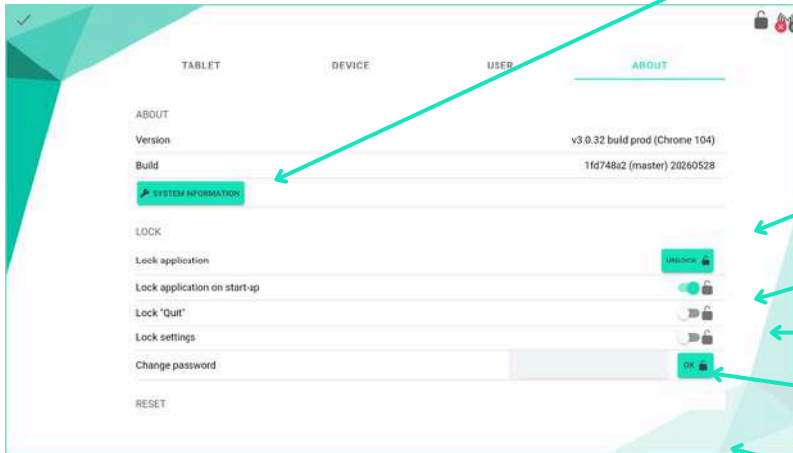 TABLET DEVICE USER ABOUT
ABOUT
Version v3.0.32 build prod (Chrome 104)
Build 1fd748a2 (master) 20260528
SYSTEM INFORMATION
LOCK
Lock application UNLOCK
Lock application on start-up
Lock "Quit"
Lock settings
Change password OK
RESET